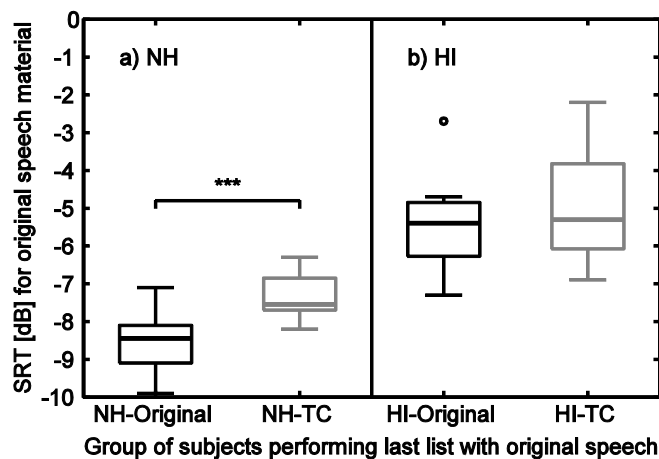 SRT [dB] for original speech material
0
-1
-2
-3
-4
-5
-6
-7
-8
-9
-10
a) NH
***
b) HI
NH-Original NH-TC HI-Original HI-TC
Group of subjects performing last list with original speech